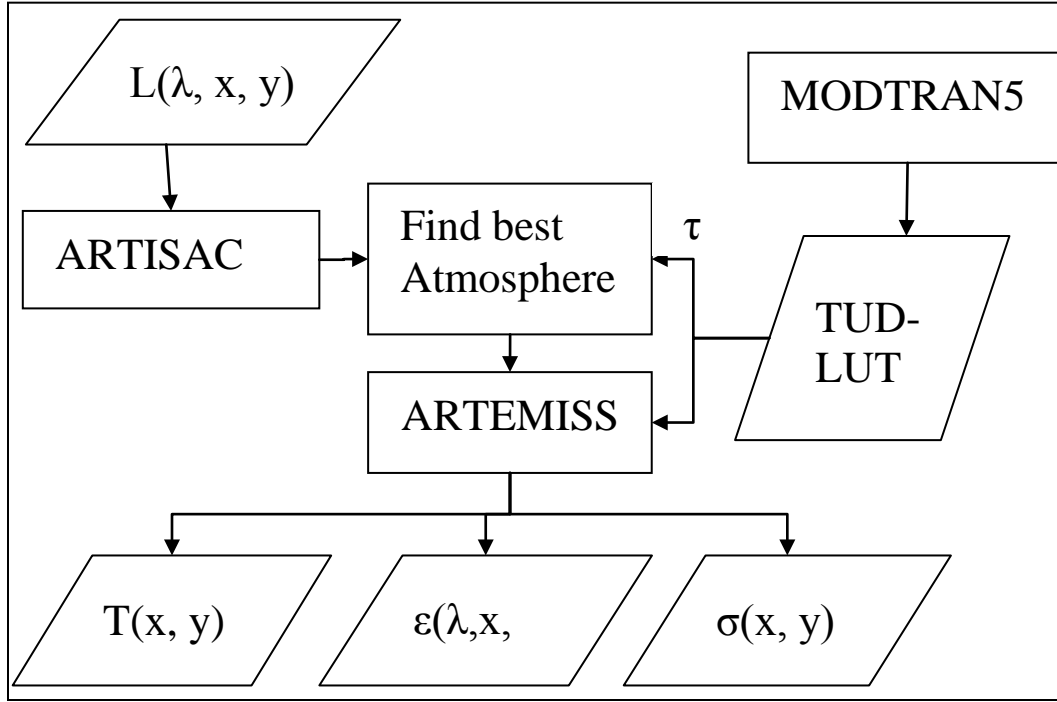 L(λ, x, y)
MODTRAN5
ARTISAC
Find best
Atmosphere
τ
TUD-
LUT
ARTEMISS
T(x, y)
ε(λ,x,
σ(x, y)